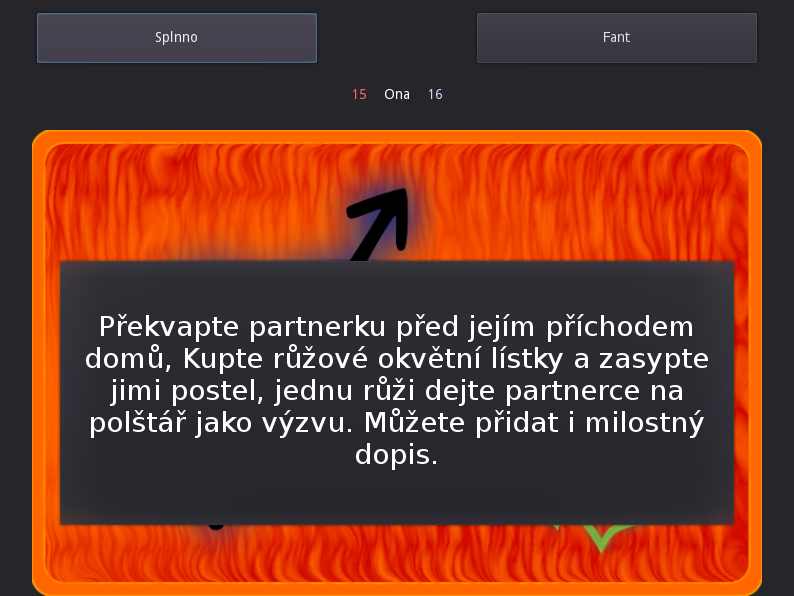 Splnno
Fant
15 Ona 16
Překvapte partnerku před jejím příchodem
domů, Kupte růžové okvětní lístky a zasypte
jimi postel, jednu růži dejte partnerce na
polštář jako výzvu. Můžete přidat i milostný
dopis.